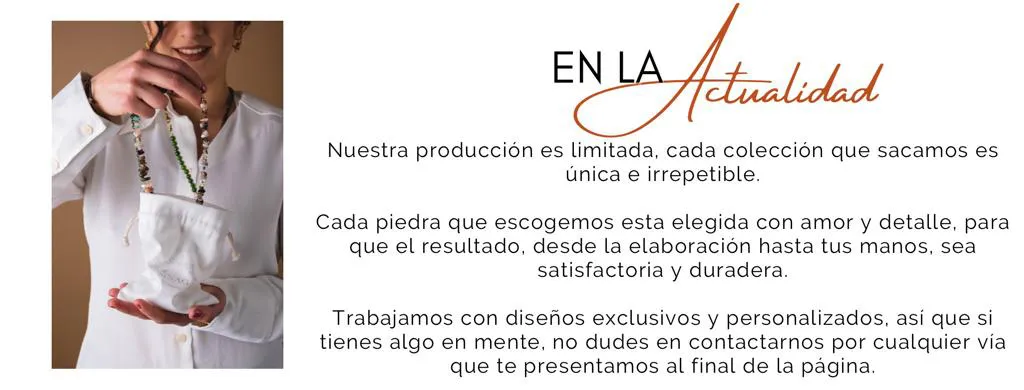 EN LA Actualidad
Nuestra producción es limitada, cada colección que sacamos es
única e irrepetible.
Cada piedra que escogemos esta elegida con amor y detalle, para
que el resultado, desde la elaboración hasta tus manos, sea
satisfactoria y duradera.
Trabajamos con diseños exclusivos y personalizados, así que si
tienes algo en mente, no dudes en contactarnos por cualquier vía
que te presentamos al final de la página.